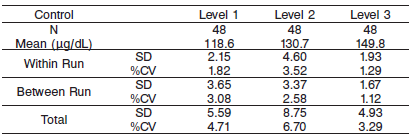 Control Level 1 Level 2 Level 3
N 48 48 48
Mean (µg/dL) 118.6 130.7 149.8
Within Run SD 2.15 4.60 1.93
%CV 1.82 3.52 1.29
Between Run SD 3.65 3.37 1.67
%CV 3.08 2.58 1.12
Total SD 5.59 8.75 4.93
%CV 4.71 6.70 3.29